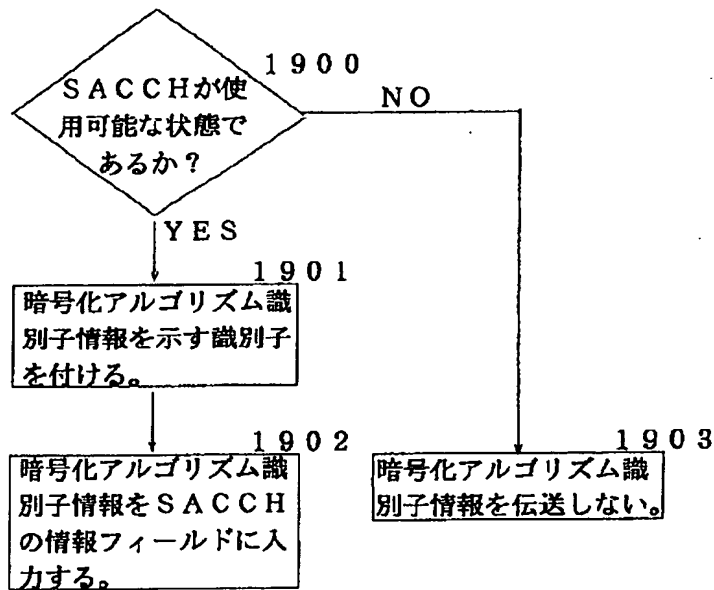 1900
SACCHが使
用可能な状態で
あるか？
NO
YES
1901
暗号化アルゴリズム識
別子情報を示す識別子
を付ける。
1902
暗号化アルゴリズム識
別子情報をSACCH
の情報フィールドに入
力する。
1903
暗号化アルゴリズム識
別子情報を伝送しない。